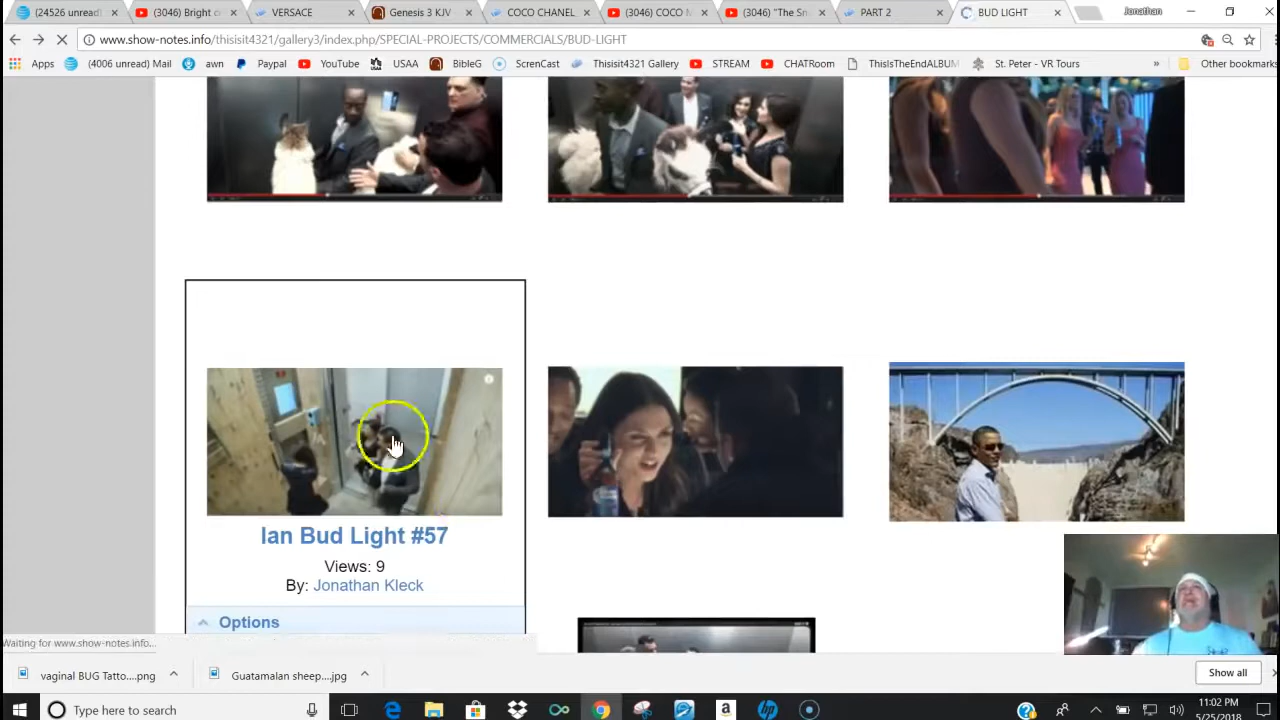 (24526 unread)
(3046) Bright c
VERSACE
Genesis 3 KJV
COCO CHANEL
(3046) COCO M
(3046) "The Sn
PART 2
BUD LIGHT
Jonathan
www.show-notes.info/thisisit4321/gallery3/index.php/SPECIAL-PROJECTS/COMMERCIALS/BUD-LIGHT
Apps
(4006 unread) Mail
awn
Paypal
YouTube
USAA
BibleG
ScrenCast
Thisisit4321 Gallery
STREAM
CHATRoom
ThisIsTheEndALBUM
St. Peter - VR Tours
»
Other bookmarks
Ian Bud Light #57
Views: 9
By: Jonathan Kleck
Options
Waiting for www.show-notes.info...
vaginal BUG Tatto....png
Guatamalan sheep....jpg
Show all
Type here to search
11:02 PM
5/25/2018